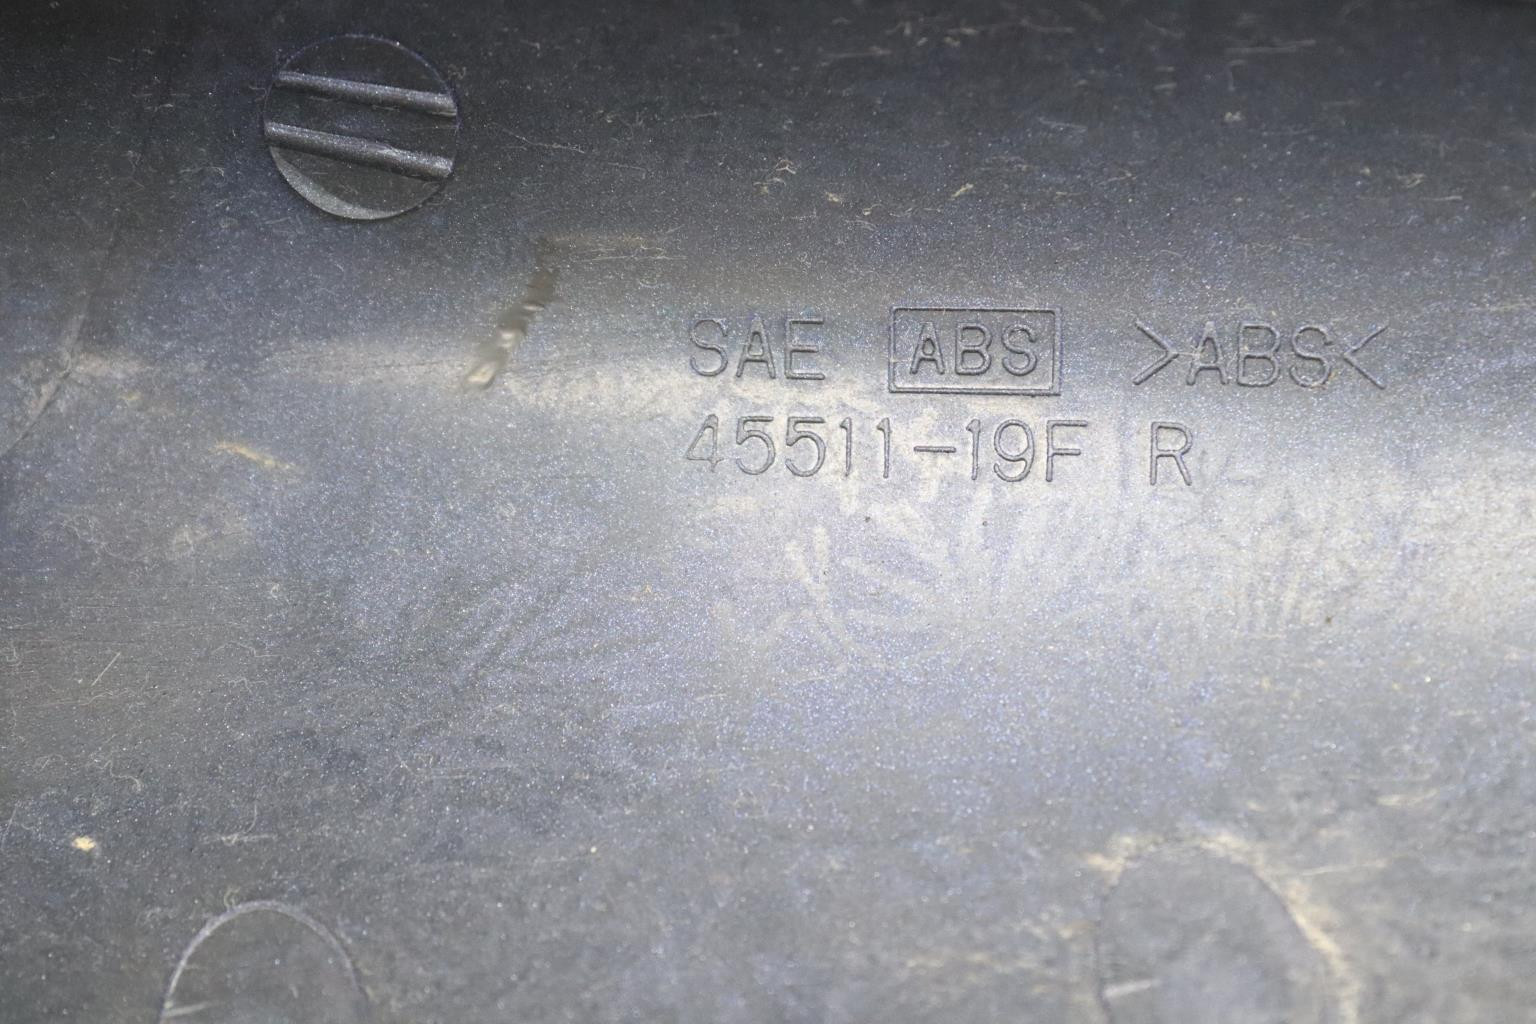 SAE ABS >ABS<
45511-19F R